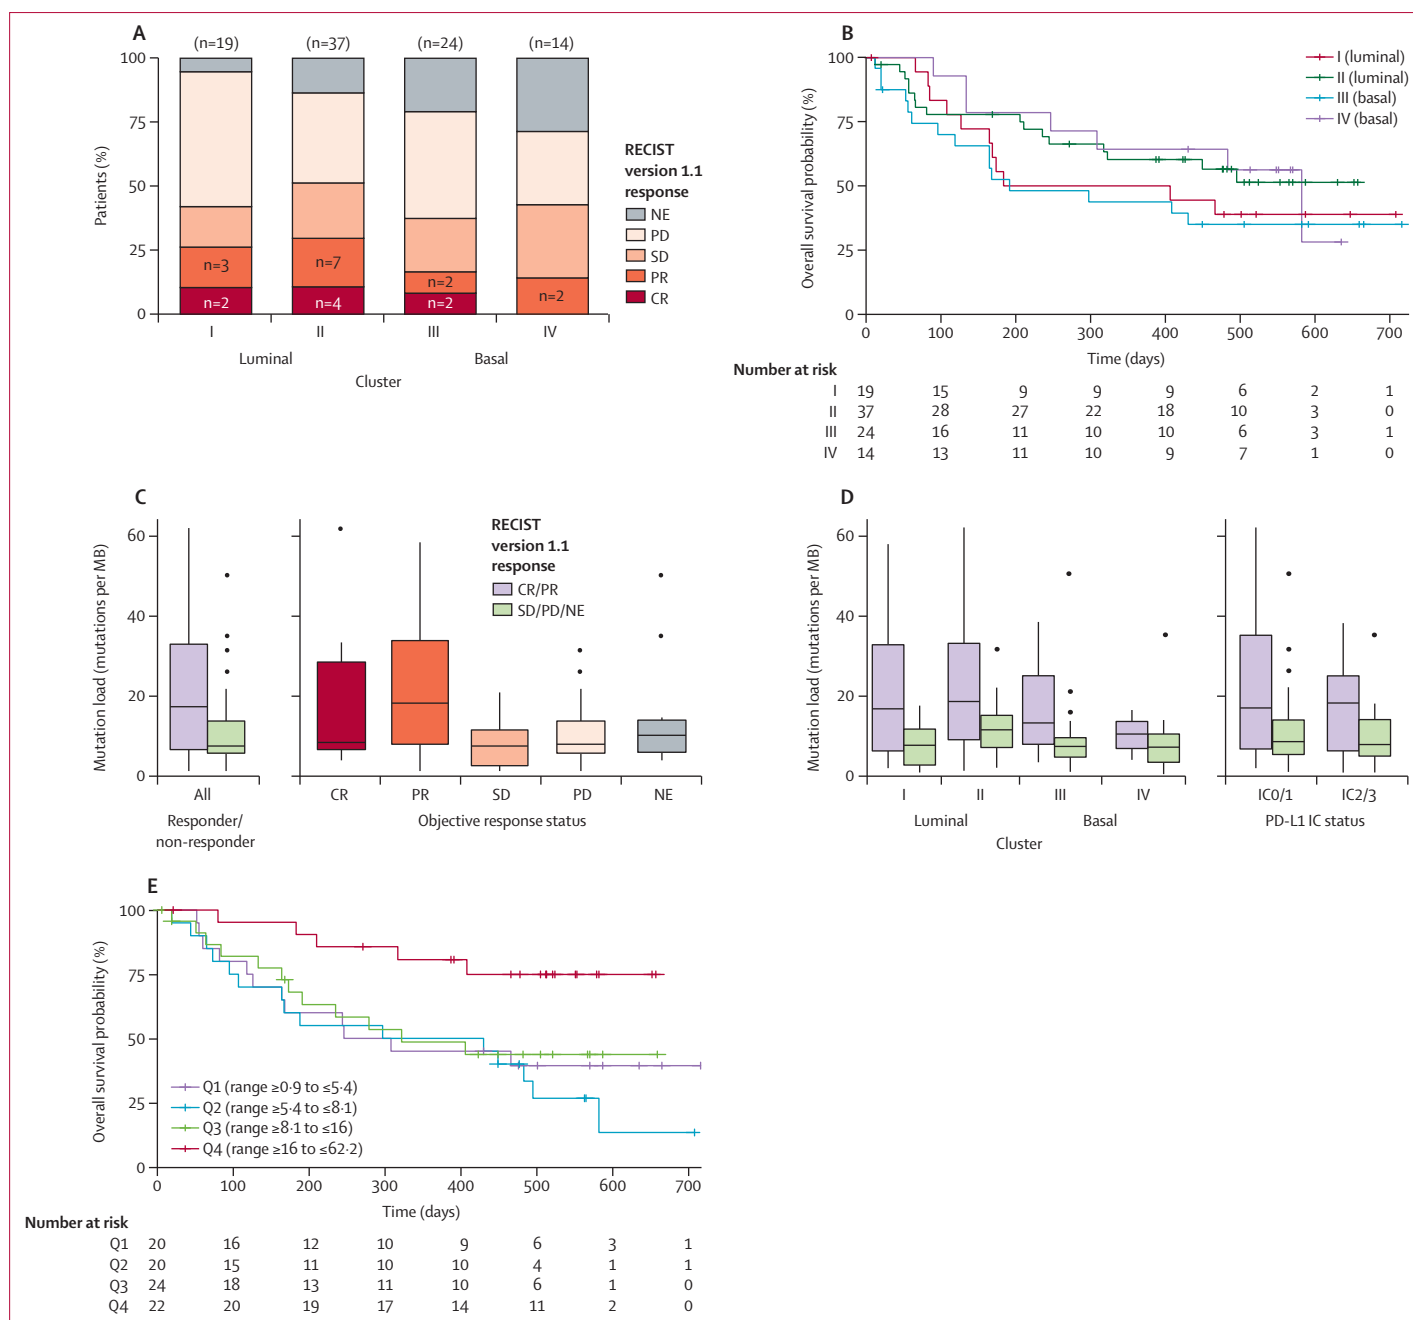 A
(n=19) (n=37) (n=24) (n=14)
100
75
50
25
0
Patients (%)
n=3
n=2
n=7
n=4
n=2
n=2
n=2
I II III IV
Luminal Basal
Cluster
RECIST
version 1.1
response
NE
PD
SD
PR
CR
B
100
75
50
25
0
Overall survival probability (%)
I (luminal)
II (luminal)
III (basal)
IV (basal)
0 100 200 300 400 500 600 700
Time (days)
Number at risk
I 19 15 9 9 9 6 2 1
II 37 28 27 22 18 10 3 0
III 24 16 11 10 10 6 3 1
IV 14 13 11 10 9 7 1 0
C
60
40
20
0
Mutation load (mutations per MB)
RECIST
version 1.1
response
CR/PR
SD/PD/NE
All CR PR SD PD NE
Responder/
non-responder
Objective response status
D
60
40
20
0
Mutation load (mutations per MB)
I II III IV IC0/1 IC2/3
Luminal Basal PD-L1 IC status
Cluster
E
100
75
50
25
0
Overall survival probability (%)
Q1 (range ≥0·9 to ≤5·4)
Q2 (range ≥5·4 to ≤8·1)
Q3 (range ≥8·1 to ≤16)
Q4 (range ≥16 to ≤62·2)
0 100 200 300 400 500 600 700
Time (days)
Number at risk
Q1 20 16 12 10 9 6 3 1
Q2 20 15 11 10 10 4 1 1
Q3 24 18 13 11 10 6 1 0
Q4 22 20 19 17 14 11 2 0